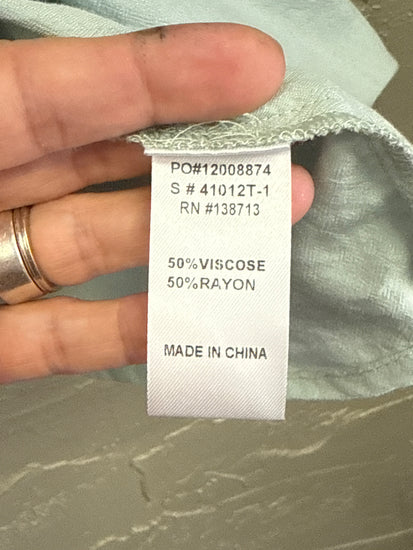 PO#12008874
S # 41012T-1
RN #138713
50%VISCOSE
50%RAYON
MADE IN CHINA